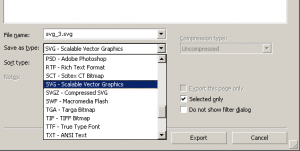 File name:
svg_3.svg
Save as type:
SVG - Scalable Vector Graphics
Sort type:
Notes:
PSD - Adobe Photoshop
RTF - Rich Text Format
SCT - Scitex CT Bitmap
SVG - Scalable Vector Graphics
SVGZ - Compressed SVG
SWF - Macromedia Flash
TGA - Targa Bitmap
TIF - TIFF Bitmap
TTF - True Type Font
TXT - ANSI Text
Compression type:
Uncompressed
Export this page only
Selected only
Do not show filter dialog
Export
Cancel